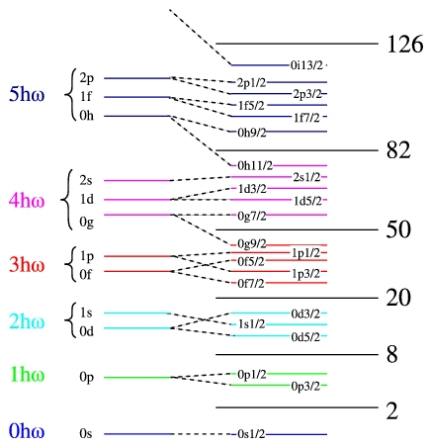 126
0i13/2
2p
2p1/2
5hω
2p3/2
1f
1f5/2
1f7/2
0h
0h9/2
82
0h11/2
2s
2s1/2
1d3/2
4hω
1d
1d5/2
0g
0g7/2
50
0g9/2
1p
1p1/2
3hω
0f5/2
0f
1p3/2
0f7/2
20
1s
0d3/2
2hω
1s1/2
0d
0d5/2
8
1hω
0p
0p1/2
0p3/2
2
0hω
0s
0s1/2